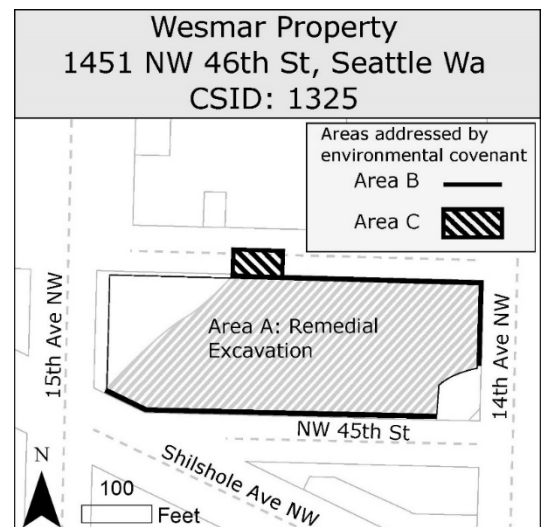 Wesmar Property
1451 NW 46th St, Seattle Wa
CSID: 1325
Areas addressed by
environmental covenant
Area B
Area C
15th Ave NW
Area A: Remedial
Excavation
14th Ave NW
NW 45th St
Shilshole Ave NW
N
100
Feet